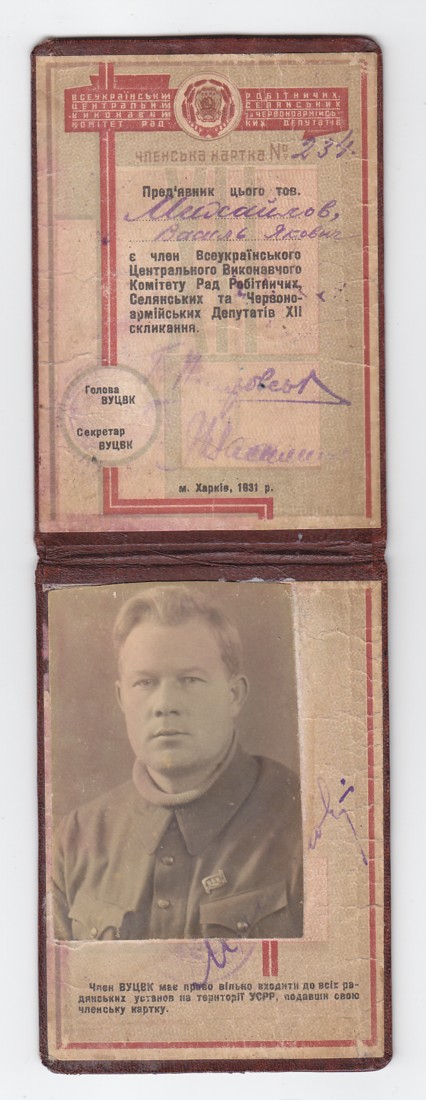 ВСЕУКРАЇНСЬКИ
ЦЕНТРАЛЬНИЙ
ВИКОНАВЧИЙ
КОМІТЕТ РАД
РОБІТНИЧИХ,
СЕЛЯНСЬКИХ
та ЧЕРВОНОАРМІЙСЬ-
КИХ ДЕПУТАТІВ
ЧЛЕНСЬКА КАРТКА № 234.
Пред'явник цього тов.
Михайлов,
Василь Якович
є член Всеукраїнського
Центрального Виконавчого
Комітету Рад Робітничих,
Селянських та Червоно-
армійських Депутатів XII
скликання.
Голова
ВУЦВК
Секретар
ВУЦВК
м. Харків, 1931 р.
Член ВУЦВК має право вільно входити до всіх ра-
дянських установ на території УСРР, подавши свою
членську картку.